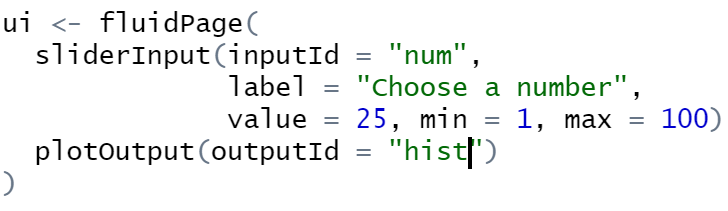 ui <- fluidPage(
  sliderInput(inputId = "num",
              label = "Choose a number",
              value = 25, min = 1, max = 100)
  plotOutput(outputId = "hist")
)